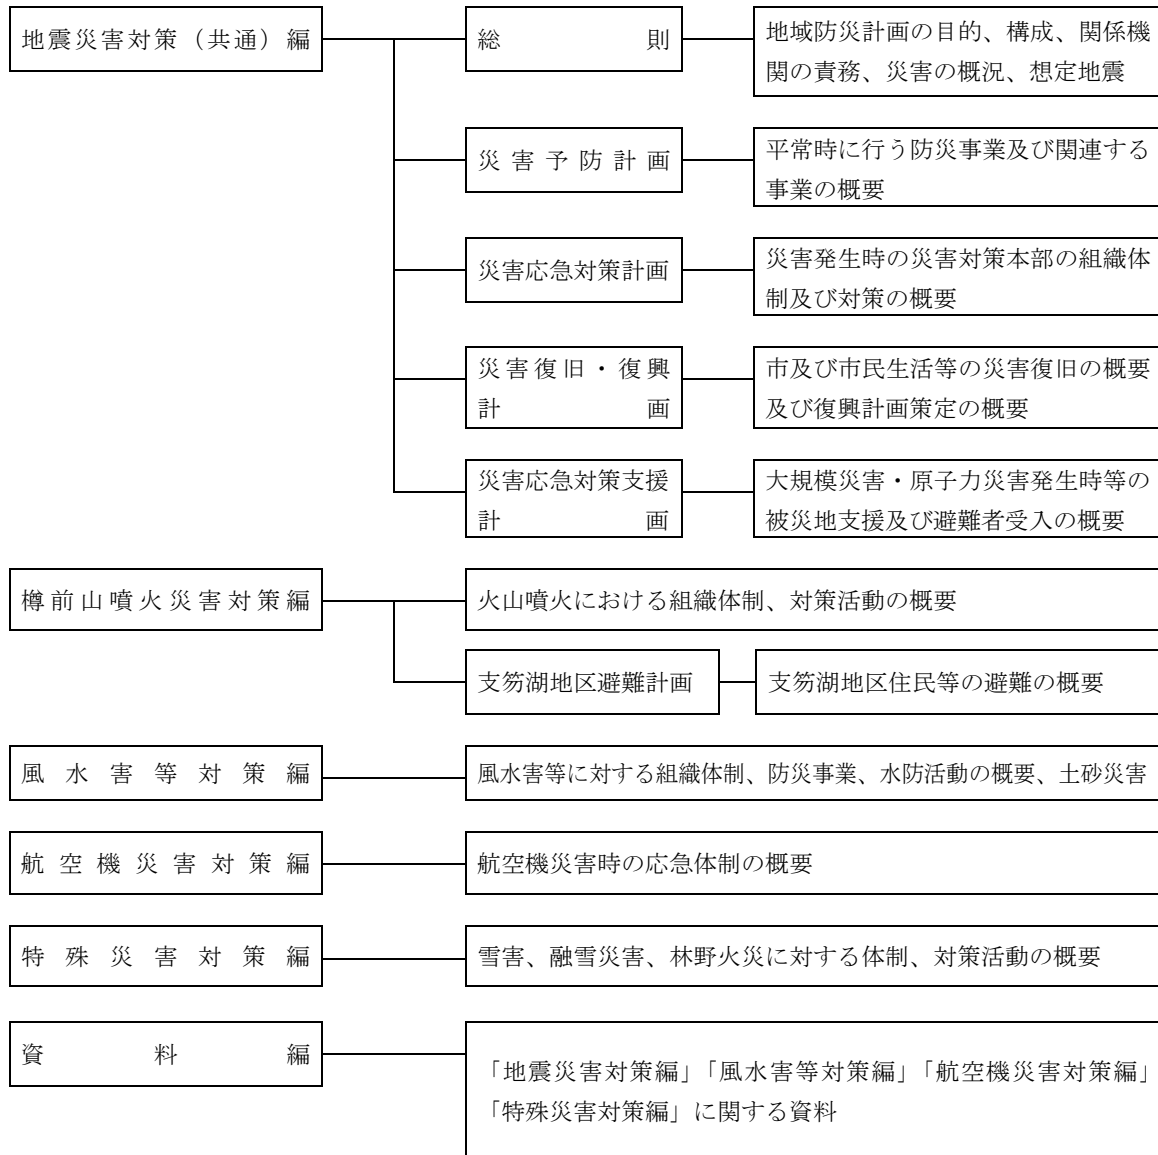 地震災害対策（共通）編
総則
地域防災計画の目的、構成、関係機
関の責務、災害の概況、想定地震
災害予防計画
平常時に行う防災事業及び関連する
事業の概要
災害応急対策計画
災害発生時の災害対策本部の組織体
制及び対策の概要
災害復旧・復興
計画
市及び市民生活等の災害復旧の概要
及び復興計画策定の概要
災害応急対策支援
計画
大規模災害・原子力災害発生時等の
被災地支援及び避難者受入の概要
樽前山噴火災害対策編
火山噴火における組織体制、対策活動の概要
支笏湖地区避難計画
支笏湖地区住民等の避難の概要
風水害等対策編
風水害等に対する組織体制、防災事業、水防活動の概要、土砂災害
航空機災害対策編
航空機災害時の応急体制の概要
特殊災害対策編
雪害、融雪災害、林野火災に対する体制、対策活動の概要
資料編
「地震災害対策編」「風水害等対策編」「航空機災害対策編」
「特殊災害対策編」に関する資料